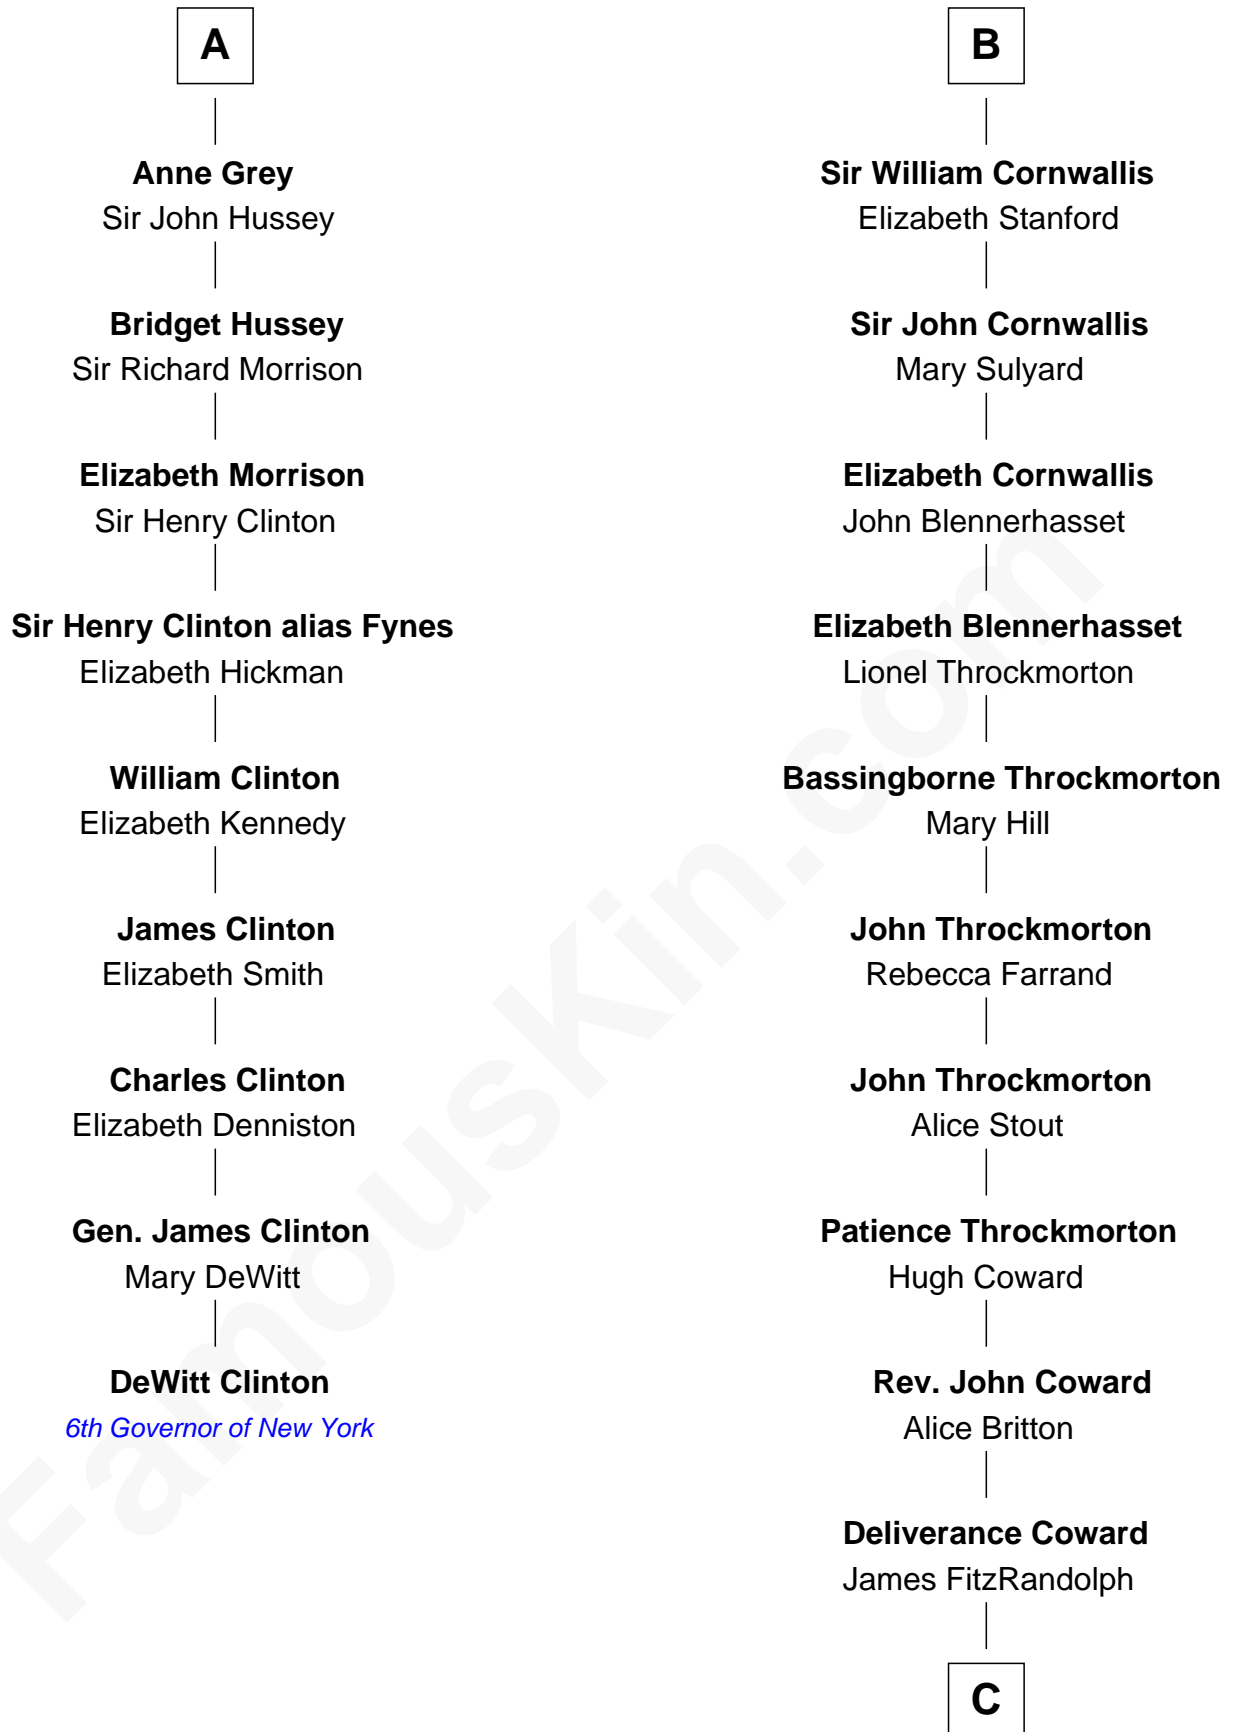 A
Anne Grey
Sir John Hussey
Bridget Hussey
Sir Richard Morrison
Elizabeth Morrison
Sir Henry Clinton
Sir Henry Clinton alias Fynes
Elizabeth Hickman
William Clinton
Elizabeth Kennedy
James Clinton
Elizabeth Smith
Charles Clinton
Elizabeth Denniston
Gen. James Clinton
Mary DeWitt
DeWitt Clinton
6th Governor of New York
B
Sir William Cornwallis
Elizabeth Stanford
Sir John Cornwallis
Mary Sulyard
Elizabeth Cornwallis
John Blennerhasset
Elizabeth Blennerhasset
Lionel Throckmorton
Bassingborne Throckmorton
Mary Hill
John Throckmorton
Rebecca Farrand
John Throckmorton
Alice Stout
Patience Throckmorton
Hugh Coward
Rev. John Coward
Alice Britton
Deliverance Coward
James FitzRandolph
C
FamousKin.com